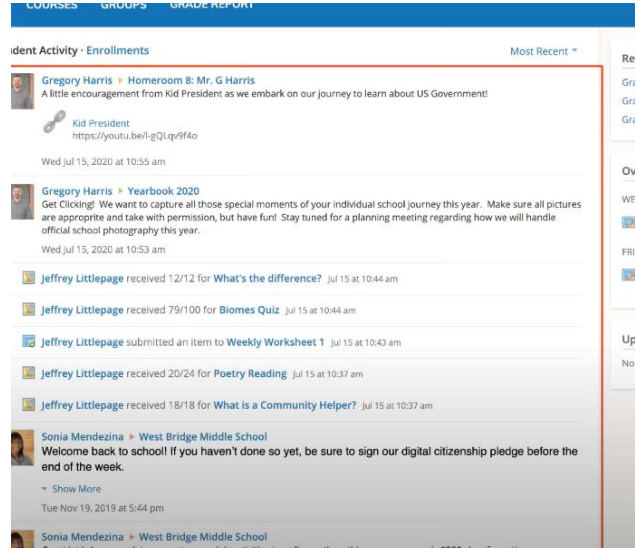 COURSES GROUPS GRADE REPORT
dent Activity · Enrollments
Most Recent
Gregory Harris ▸ Homeroom 8: Mr. G Harris
A little encouragement from Kid President as we embark on our journey to learn about US Government!
Kid President
https://youtu.be/l-gQLqv9f4o
Wed Jul 15, 2020 at 10:55 am
Gregory Harris ▸ Yearbook 2020
Get Clicking! We want to capture all those special moments of your individual school journey this year. Make sure all pictures
are approprite and take with permission, but have fun! Stay tuned for a planning meeting regarding how we will handle
official school photography this year.
Wed Jul 15, 2020 at 10:53 am
Jeffrey Littlepage received 12/12 for What's the difference? Jul 15 at 10:44 am
Jeffrey Littlepage received 79/100 for Biomes Quiz Jul 15 at 10:44 am
Jeffrey Littlepage submitted an item to Weekly Worksheet 1 Jul 15 at 10:43 am
Jeffrey Littlepage received 20/24 for Poetry Reading Jul 15 at 10:37 am
Jeffrey Littlepage received 18/18 for What is a Community Helper? Jul 15 at 10:37 am
Sonia Mendezina ▸ West Bridge Middle School
Welcome back to school! If you haven't done so yet, be sure to sign our digital citizenship pledge before the
end of the week.
Show More
Tue Nov 19, 2019 at 5:44 pm
Sonia Mendezina ▸ West Bridge Middle School
Re
Gra
Gra
Gra
Ov
WE
FRI
Up
No